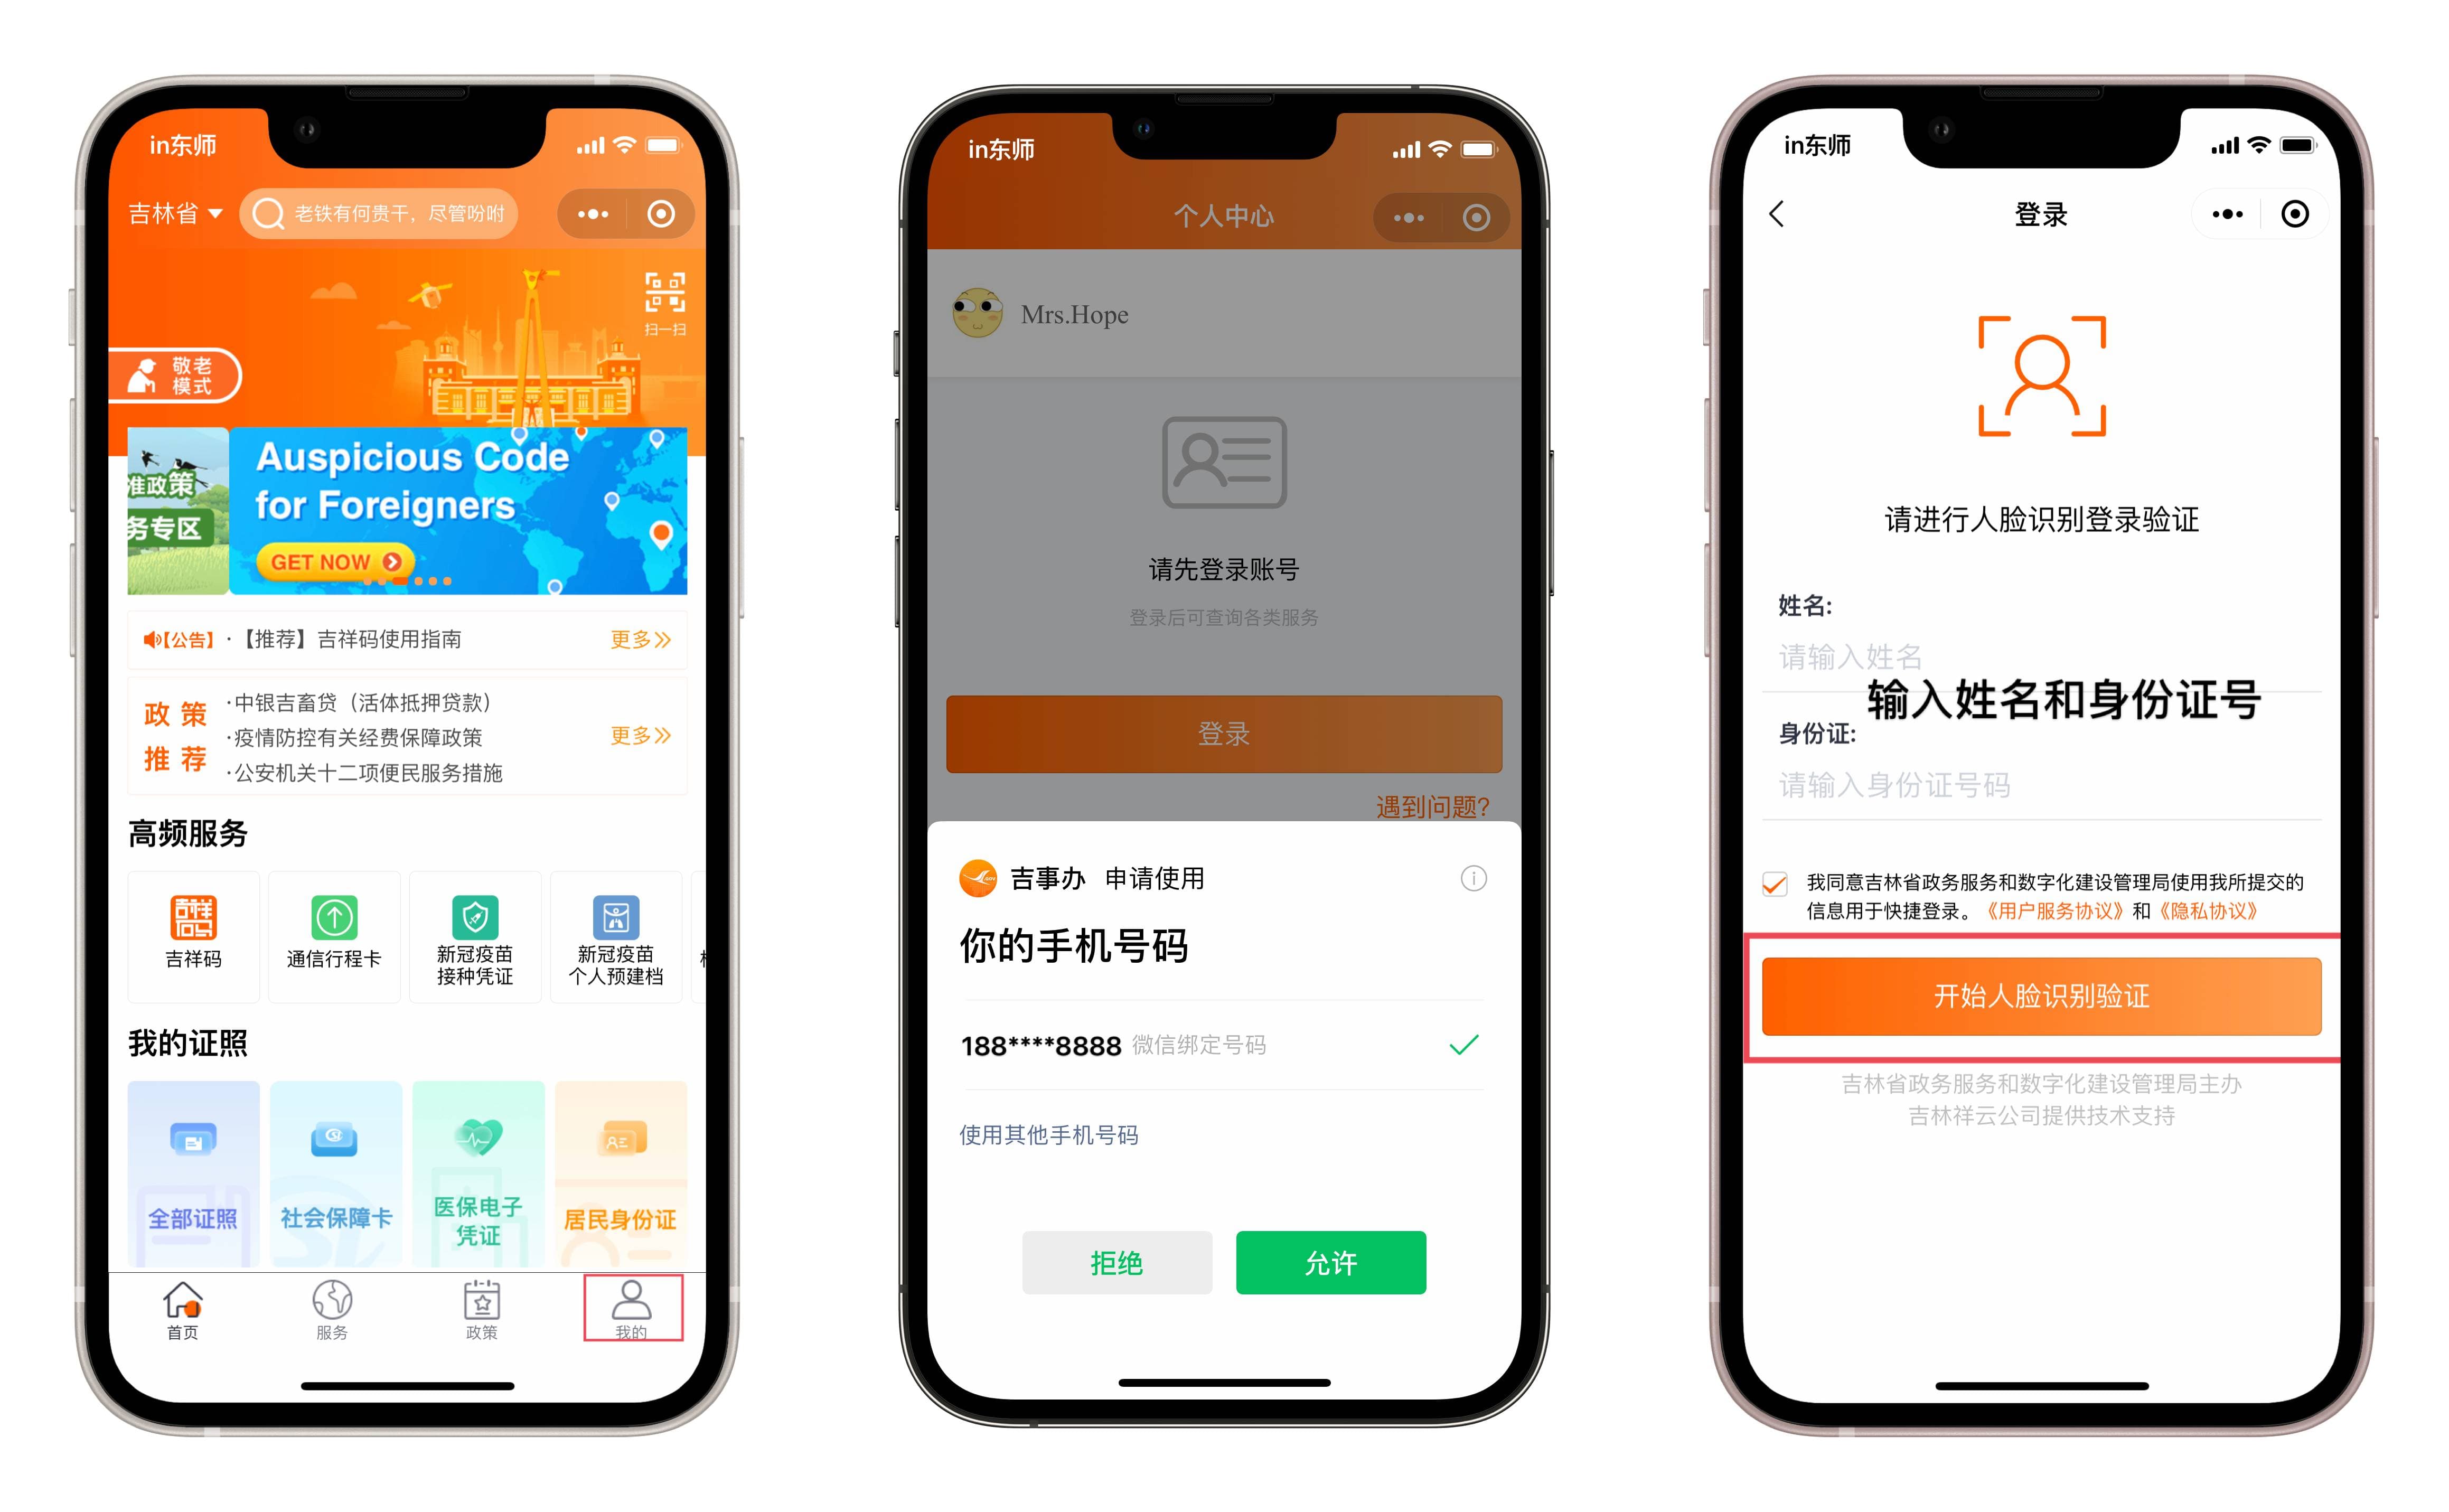 in东师
吉林省
老铁有何贵干，尽管吩咐
扫一扫
敬老
模式
准政策
务专区
Auspicious Code
for Foreigners
GET NOW
【公告】
·【推荐】吉祥码使用指南
更多
政 策
推 荐
·中银吉畜贷（活体抵押贷款）
·疫情防控有关经费保障政策
·公安机关十二项便民服务措施
更多
高频服务
吉祥码
通信行程卡
新冠疫苗
接种凭证
新冠疫苗
个人预建档
我的证照
全部证照
社会保障卡
医保电子
凭证
居民身份证
首页
服务
政策
我的
in东师
个人中心
Mrs.Hope
请先登录账号
登录后可查询各类服务
登录
遇到问题?
吉事办 申请使用
你的手机号码
188****8888 微信绑定号码
使用其他手机号码
拒绝
允许
in东师
登录
请进行人脸识别登录验证
姓名:
请输入姓名
输入姓名和身份证号
身份证:
请输入身份证号码
我同意吉林省政务服务和数字化建设管理局使用我所提交的
信息用于快捷登录。《用户服务协议》和《隐私协议》
开始人脸识别验证
吉林省政务服务和数字化建设管理局主办
吉林祥云公司提供技术支持